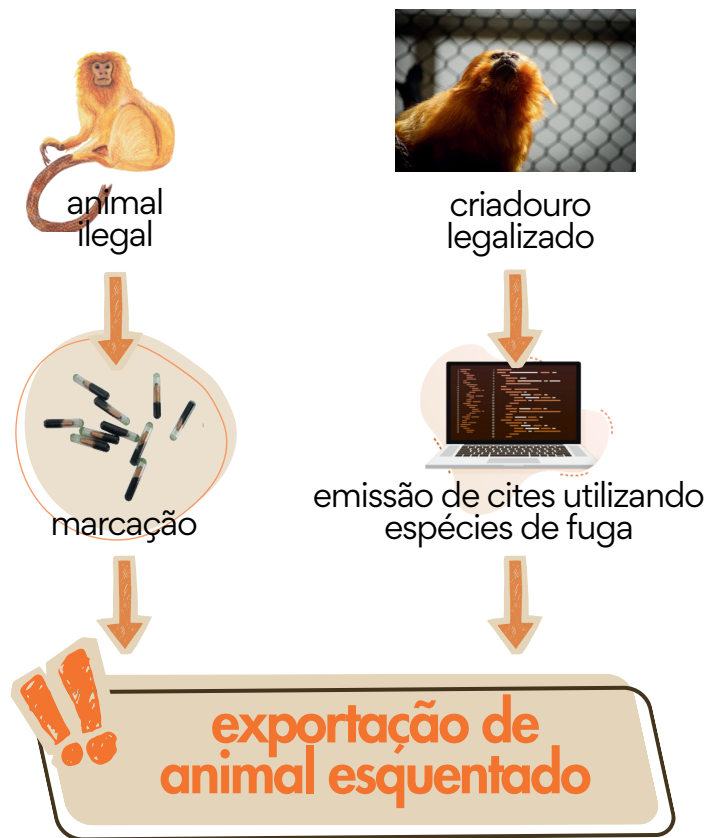 animal
ilegal
criadouro
legalizado
marcação
emissão de cites utilizando
espécies de fuga
exportação de
animal esquentado